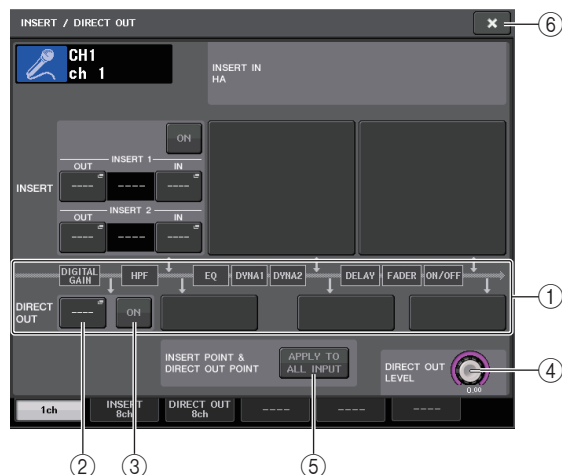 INSERT / DIRECT OUT
×
⑥
CH1
ch 1
INSERT IN
HA
ON
INSERT
INSERT 1
OUT
IN
----
----
----
INSERT 2
OUT
IN
----
----
----
DIGITAL
GAIN
HPF
EQ
DYNA1
DYNA2
DELAY
FADER
ON/OFF
①
DIRECT
OUT
----
ON
INSERT POINT &
DIRECT OUT POINT
APPLY TO
ALL INPUT
DIRECT OUT
LEVEL
0.00
④
1ch
INSERT
8ch
DIRECT OUT
8ch
----
----
----
②
③
⑤